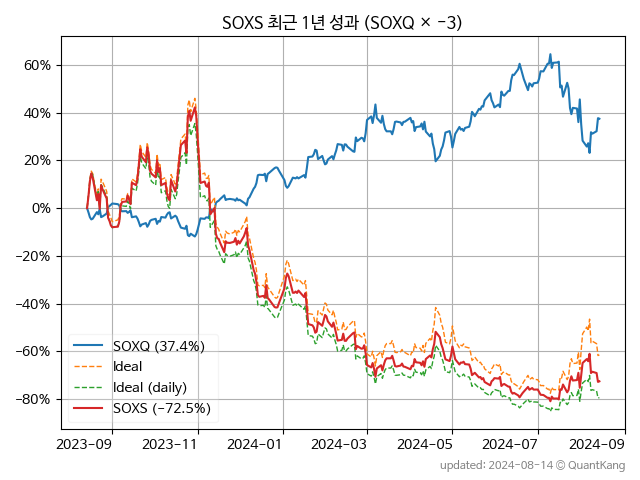 SOXS 최근 1년 성과 (SOXQ × −3)
60%
40%
20%
0%
−20%
−40%
−60%
−80%
SOXQ (37.4%)
Ideal
Ideal (daily)
SOXS (−72.5%)
2023-09 2023-11 2024-01 2024-03 2024-05 2024-07 2024-09
updated: 2024-08-14 © QuantKang